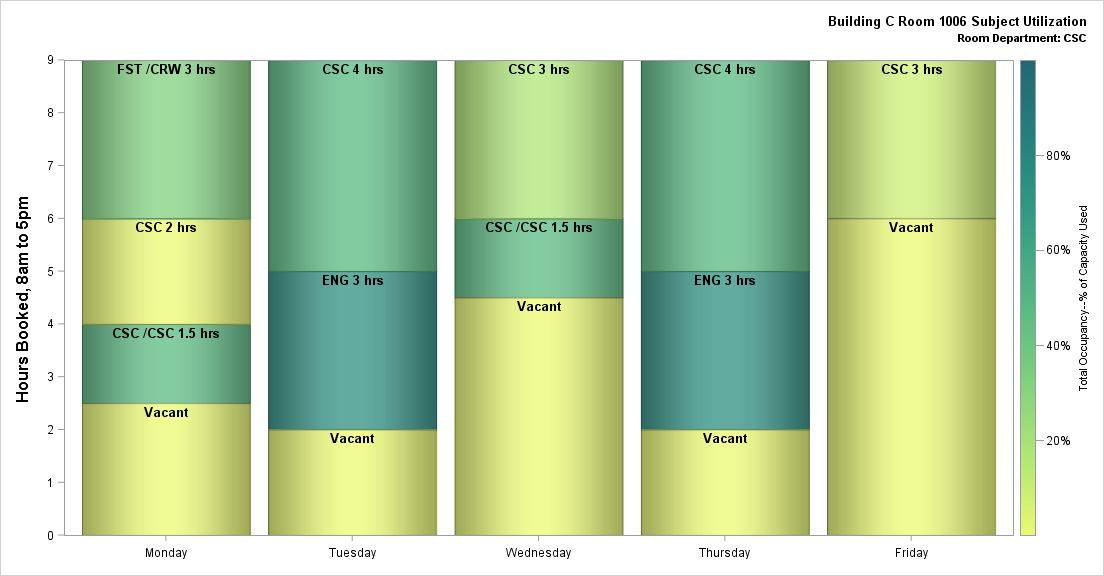 Building C Room 1006 Subject Utilization
Room Department: CSC
Hours Booked, 8am to 5pm
9
8
7
6
5
4
3
2
1
0
FST /CRW 3 hrs
CSC 2 hrs
CSC /CSC 1.5 hrs
Vacant
CSC 4 hrs
ENG 3 hrs
Vacant
CSC 3 hrs
CSC /CSC 1.5 hrs
Vacant
CSC 4 hrs
ENG 3 hrs
Vacant
CSC 3 hrs
Vacant
Monday
Tuesday
Wednesday
Thursday
Friday
80%
60%
40%
20%
Total Occupancy--% of Capacity Used